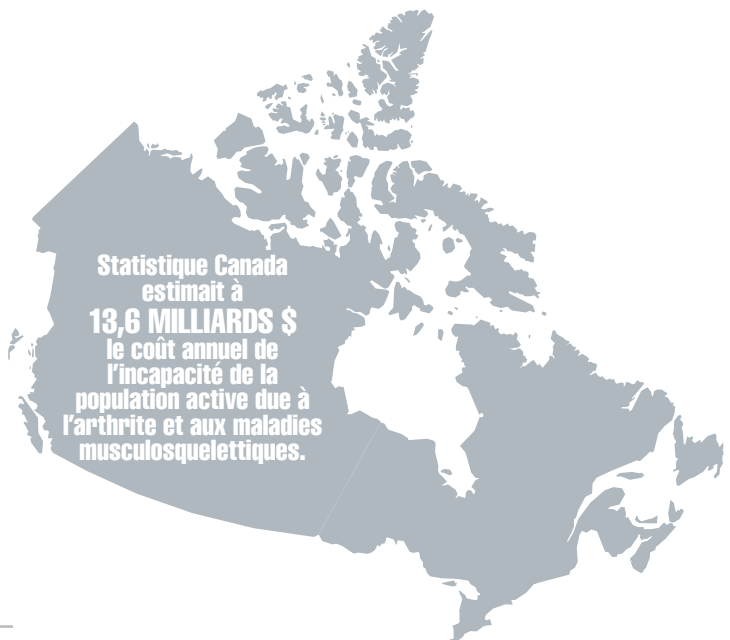 Statistique Canada
estimait à
13,6 MILLIARDS $
le coût annuel de
l'incapacité de la
population active due à
l'arthrite et aux maladies
musculosquelettiques.